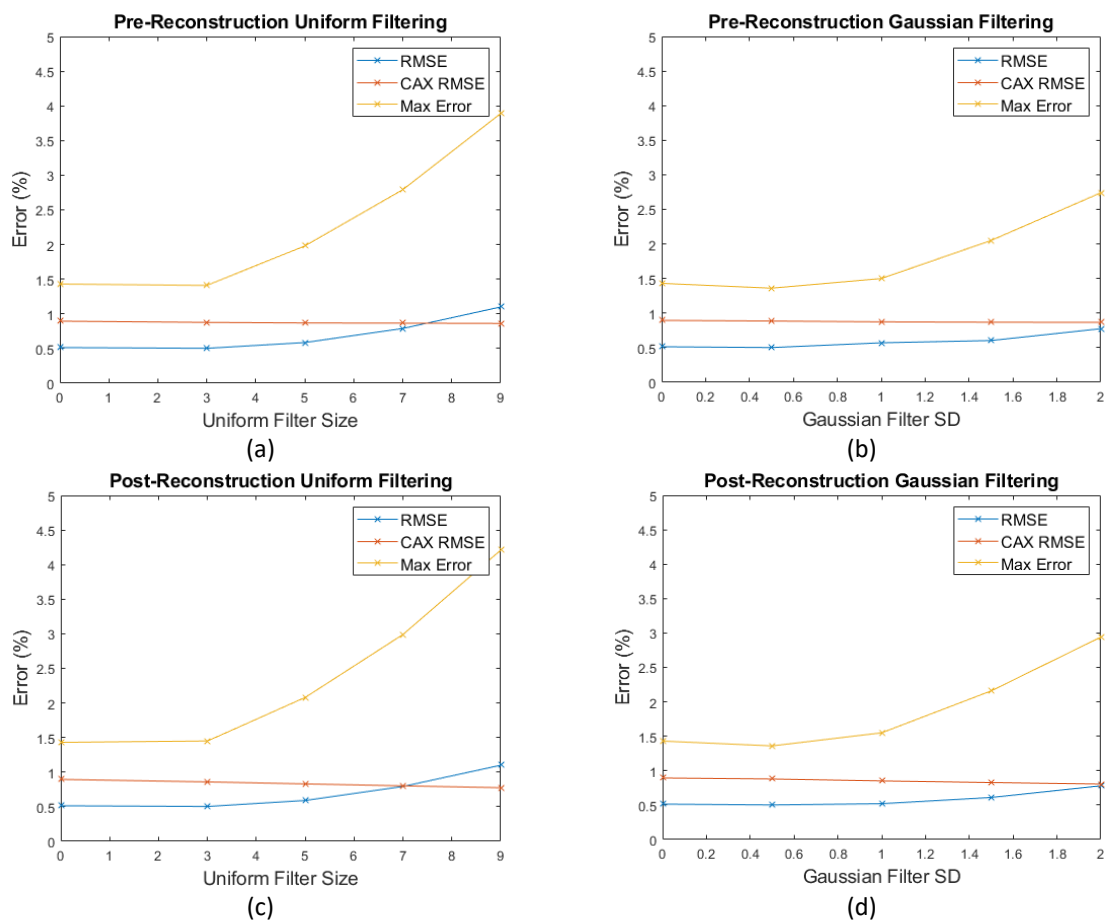 Pre-Reconstruction Uniform Filtering
5
4.5
4
3.5
3
2.5
2
1.5
1
0.5
0
Error (%)
RMSE
CAX RMSE
Max Error
0 1 2 3 4 5 6 7 8 9
Uniform Filter Size
(a)
Pre-Reconstruction Gaussian Filtering
5
4.5
4
3.5
3
2.5
2
1.5
1
0.5
0
Error (%)
RMSE
CAX RMSE
Max Error
0 0.2 0.4 0.6 0.8 1 1.2 1.4 1.6 1.8 2
Gaussian Filter SD
(b)
Post-Reconstruction Uniform Filtering
5
4.5
4
3.5
3
2.5
2
1.5
1
0.5
0
Error (%)
RMSE
CAX RMSE
Max Error
0 1 2 3 4 5 6 7 8 9
Uniform Filter Size
(c)
Post-Reconstruction Gaussian Filtering
5
4.5
4
3.5
3
2.5
2
1.5
1
0.5
0
Error (%)
RMSE
CAX RMSE
Max Error
0 0.2 0.4 0.6 0.8 1 1.2 1.4 1.6 1.8 2
Gaussian Filter SD
(d)